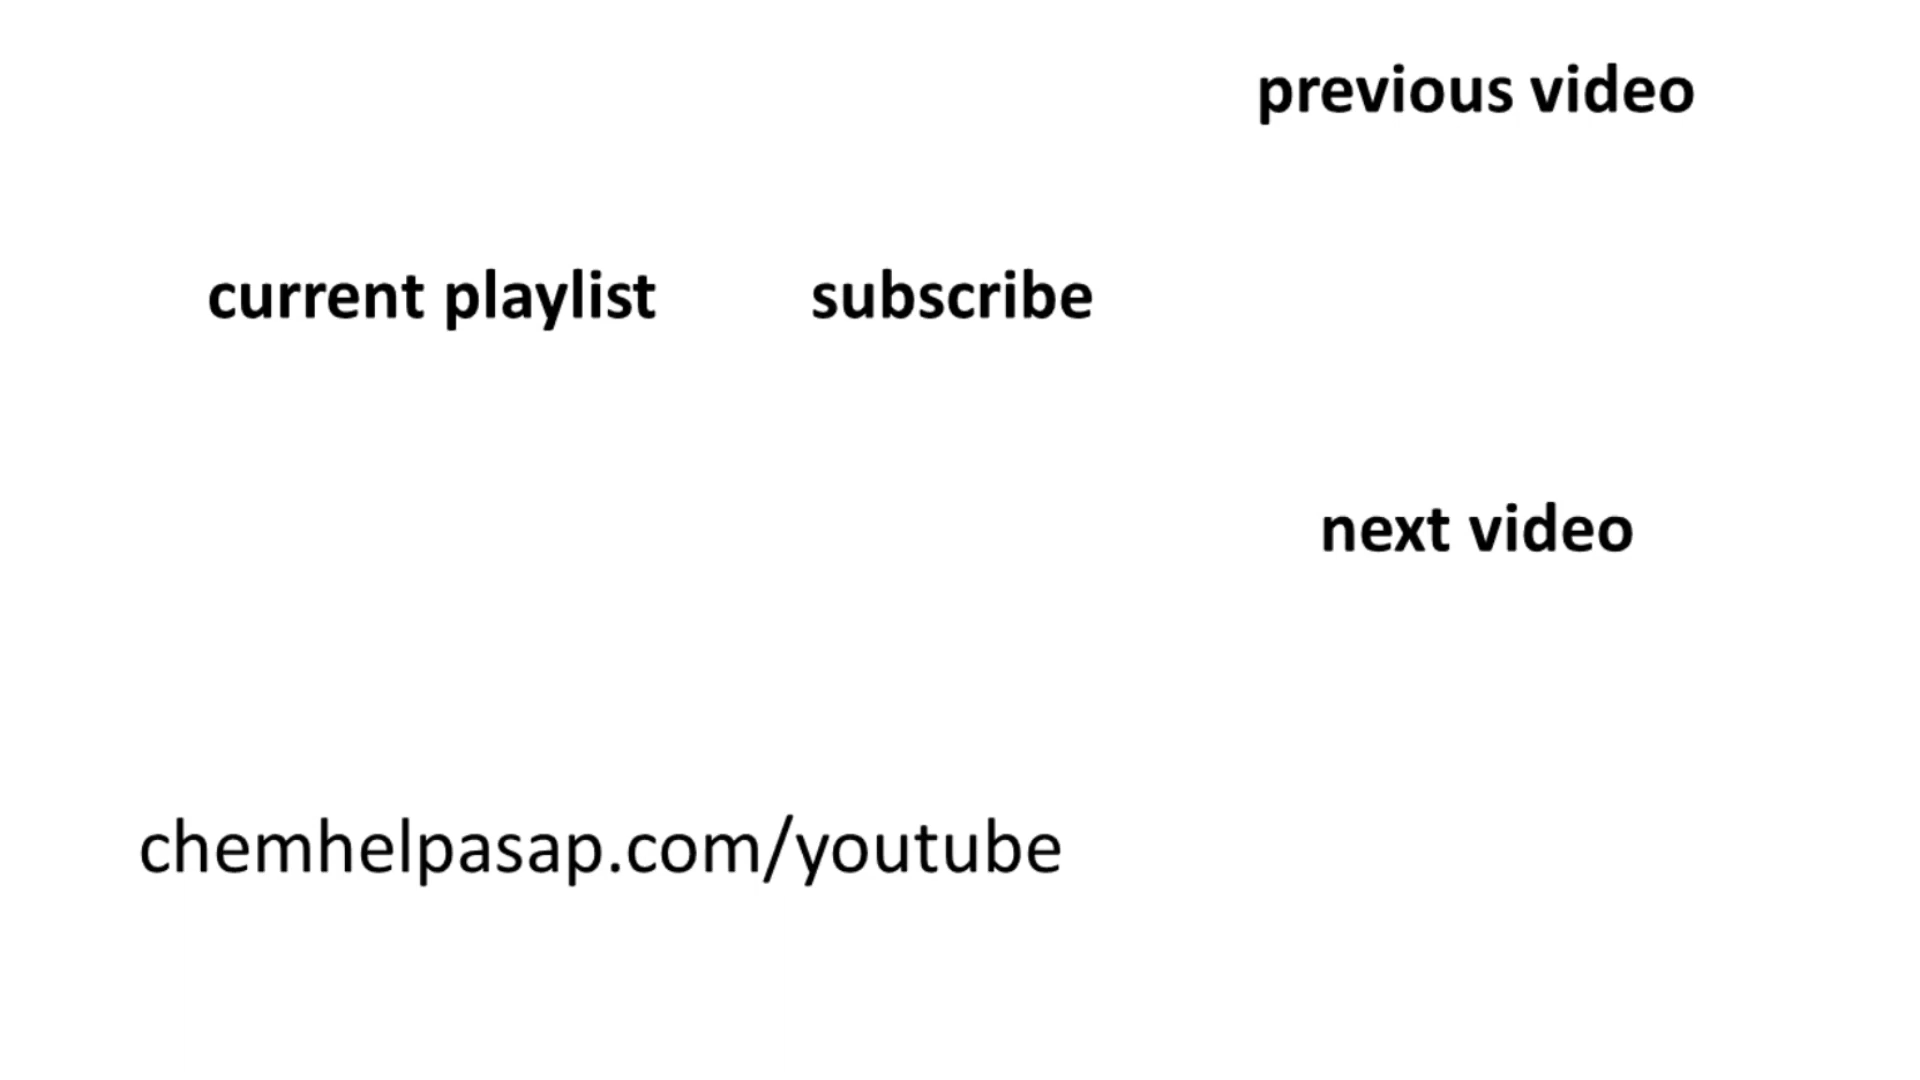 previous video
current playlist
subscribe
next video
chemhelpasap.com/youtube